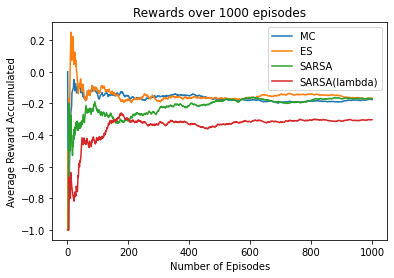 Rewards over 1000 episodes
MC
ES
SARSA
SARSA(lambda)
Average Reward Accumulated
0.2
0.0
−0.2
−0.4
−0.6
−0.8
−1.0
0
200
400
600
800
1000
Number of Episodes